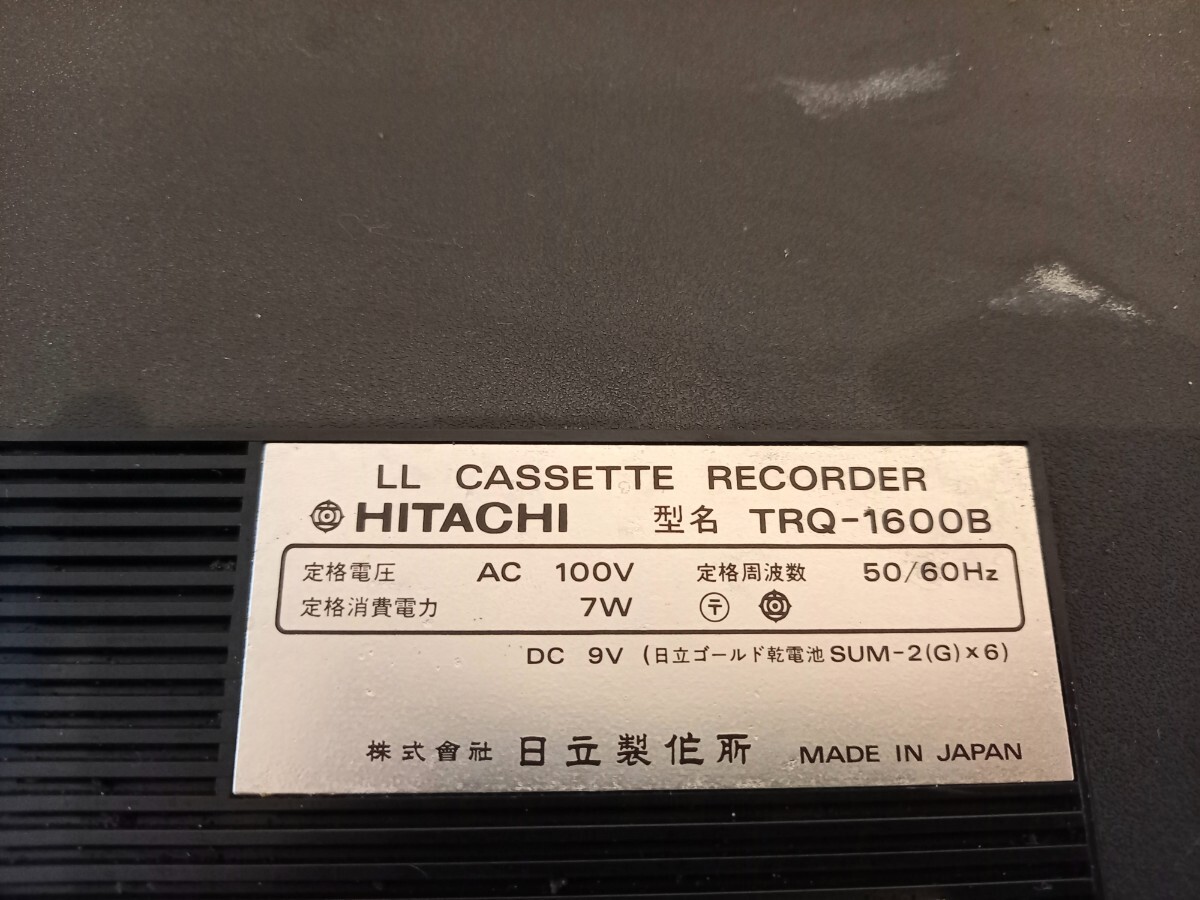 LL CASSETTE RECORDER
HITACHI 型名 TRQ-1600B
定格電圧 AC 100V 定格周波数 50/60Hz
定格消費電力 7W 〒
DC 9V (日立ゴールド乾電池 SUM-2(G)×6)
株式會社 日立製作所 MADE IN JAPAN